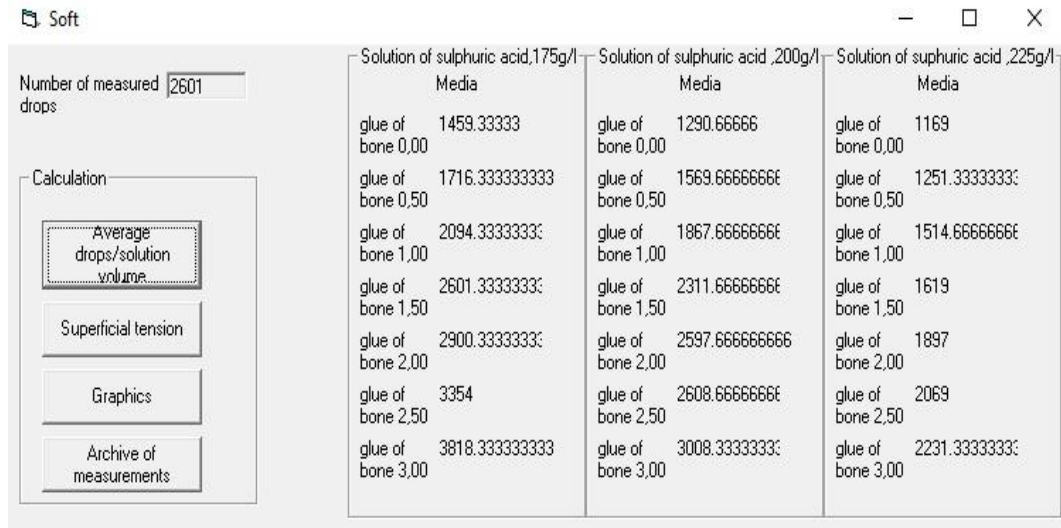 Soft
Number of measured 2601
drops
Calculation
Average
drops/solution
volume
Superficial tension
Graphics
Archive of
measurements
Solution of sulphuric acid,175g/l
Media
glue of 1459.33333
bone 0,00
glue of 1716.333333333
bone 0,50
glue of 2094.33333333
bone 1,00
glue of 2601.33333333
bone 1,50
glue of 2900.33333333
bone 2,00
glue of 3354
bone 2,50
glue of 3818.333333333
bone 3,00
Solution of sulphuric acid ,200g/l
Media
glue of 1290.66666
bone 0,00
glue of 1569.66666666
bone 0,50
glue of 1867.66666666
bone 1,00
glue of 2311.66666666
bone 1,50
glue of 2597.666666666
bone 2,00
glue of 2608.66666666
bone 2,50
glue of 3008.33333333
bone 3,00
Solution of suphuric acid ,225g/l
Media
glue of 1169
bone 0,00
glue of 1251.33333333
bone 0,50
glue of 1514.66666666
bone 1,00
glue of 1619
bone 1,50
glue of 1897
bone 2,00
glue of 2069
bone 2,50
glue of 2231.33333333
bone 3,00